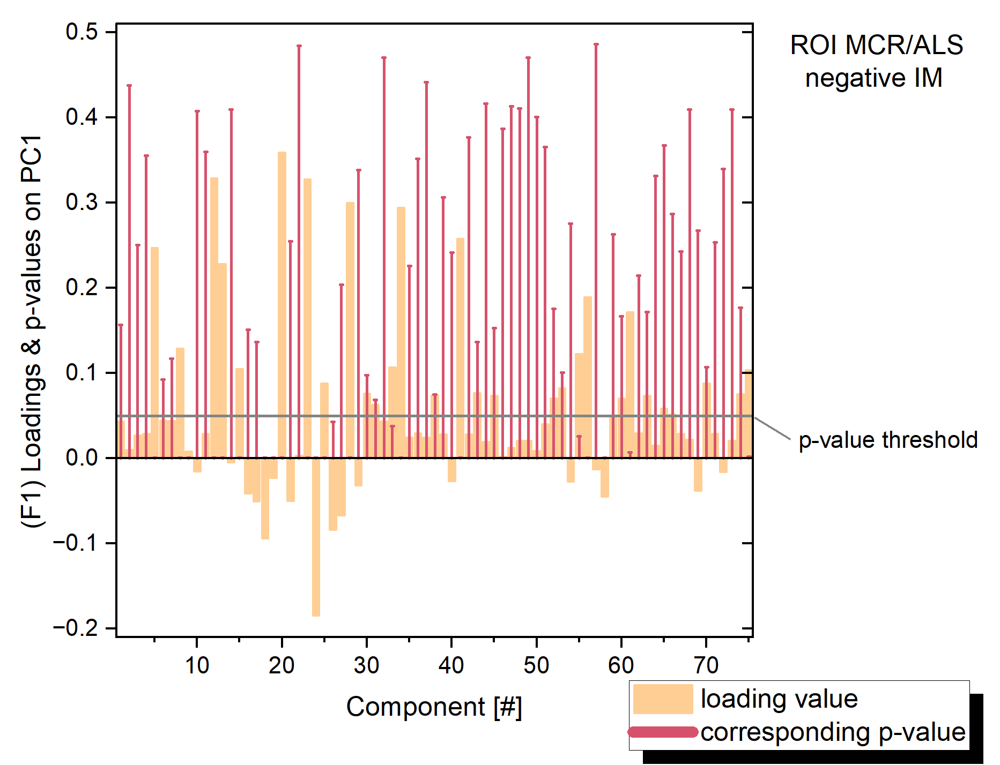 ROI MCR/ALS
negative IM
(F1) Loadings & p-values on PC1
0.5
0.4
0.3
0.2
0.1
0.0
−0.1
−0.2
p-value threshold
10 20 30 40 50 60 70
Component [#]
loading value
corresponding p-value